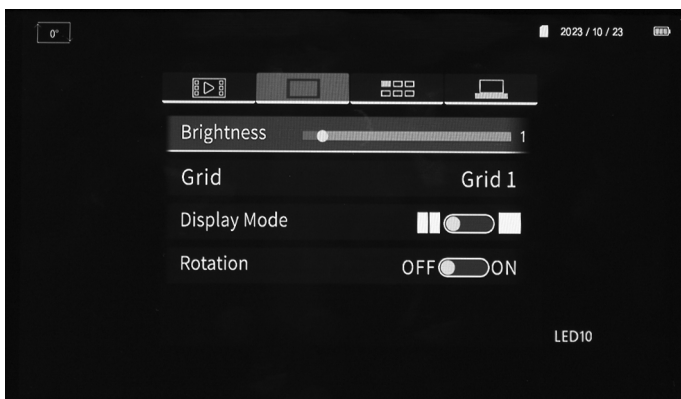 0°
2023 / 10 / 23
Brightness 1
Grid Grid 1
Display Mode
Rotation OFF ON
LED10